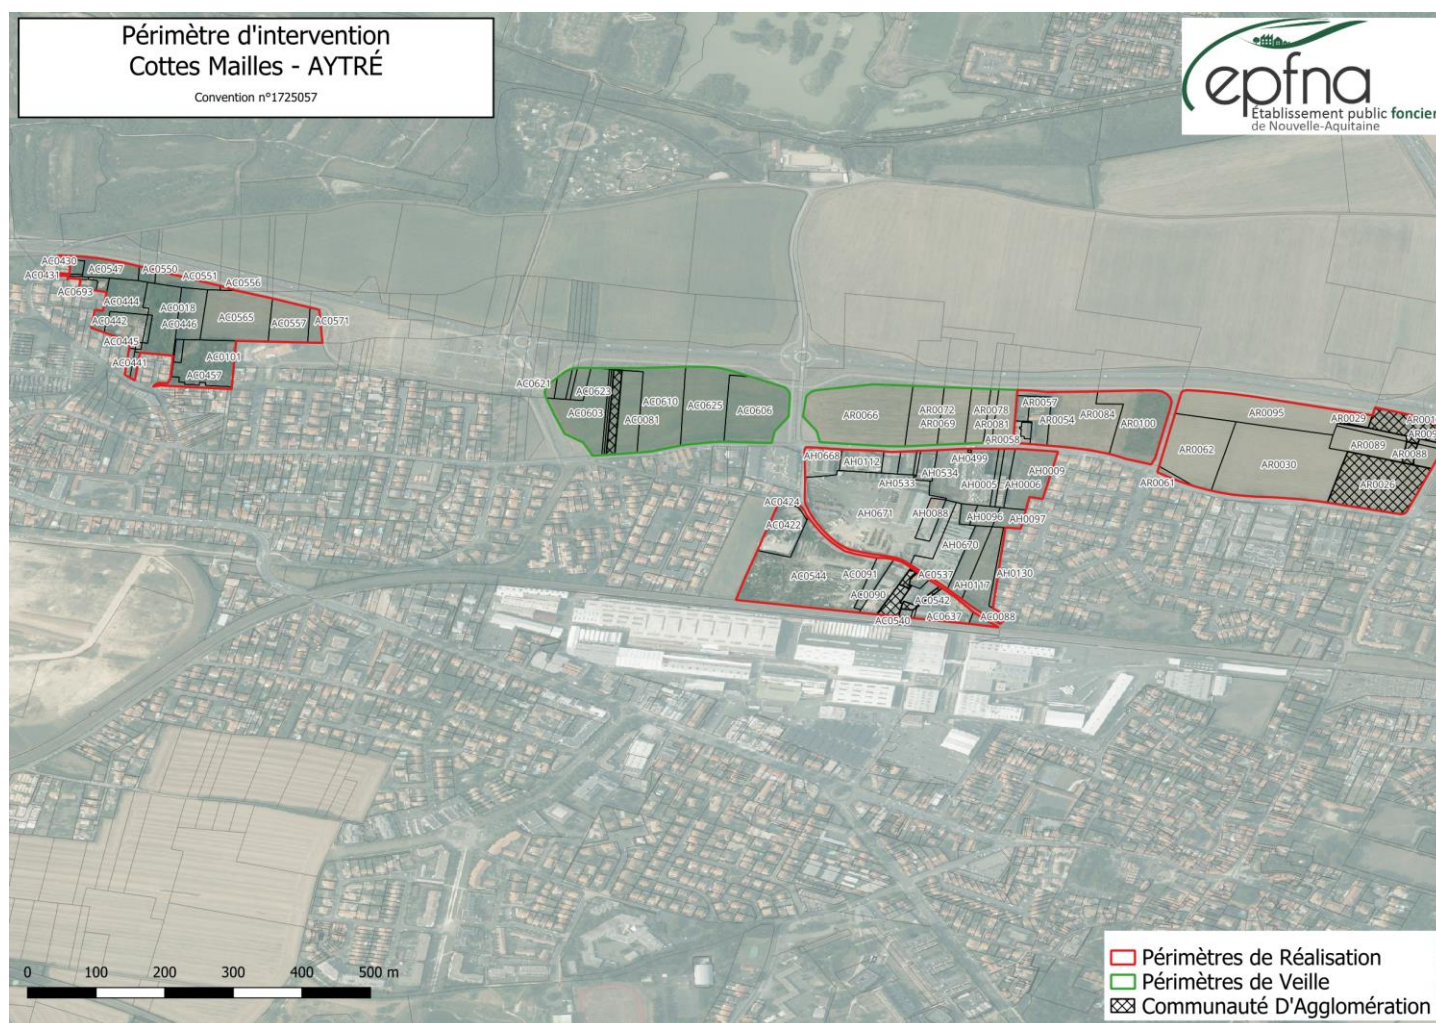 Périmètre d'intervention
Cottes Mailles - AYTRÉ
Convention n°1725057
epfna
Établissement public foncier
de Nouvelle-Aquitaine
AC0430
AC0431
AC0547
AC0550
AC0551
AC0556
AC0693
AC0444
AC0018
AC0442
AC0446
AC0565
AC0557
AC0571
AC0445
AC0441
AC0101
AC0457
AC0621
AC0623
AC0603
AC0081
AC0610
AC0625
AC0606
AR0066
AR0072
AR0069
AR0078
AR0081
AR0058
AR0057
AR0054
AR0084
AR0100
AR0095
AR0029
AR0062
AR0089
AR0088
AR0061
AR0030
AR0026
AH0668
AH0112
AH0533
AH0534
AH0499
AH0005
AH0006
AH0009
AH0671
AH0088
AH0096
AH0097
AH0670
AC0424
AC0422
AC0544
AC0091
AC0090
AC0537
AC0542
AC0540
AC0637
AH0117
AH0130
AC0088
0 100 200 300 400 500 m
Périmètres de Réalisation
Périmètres de Veille
Communauté D'Agglomération